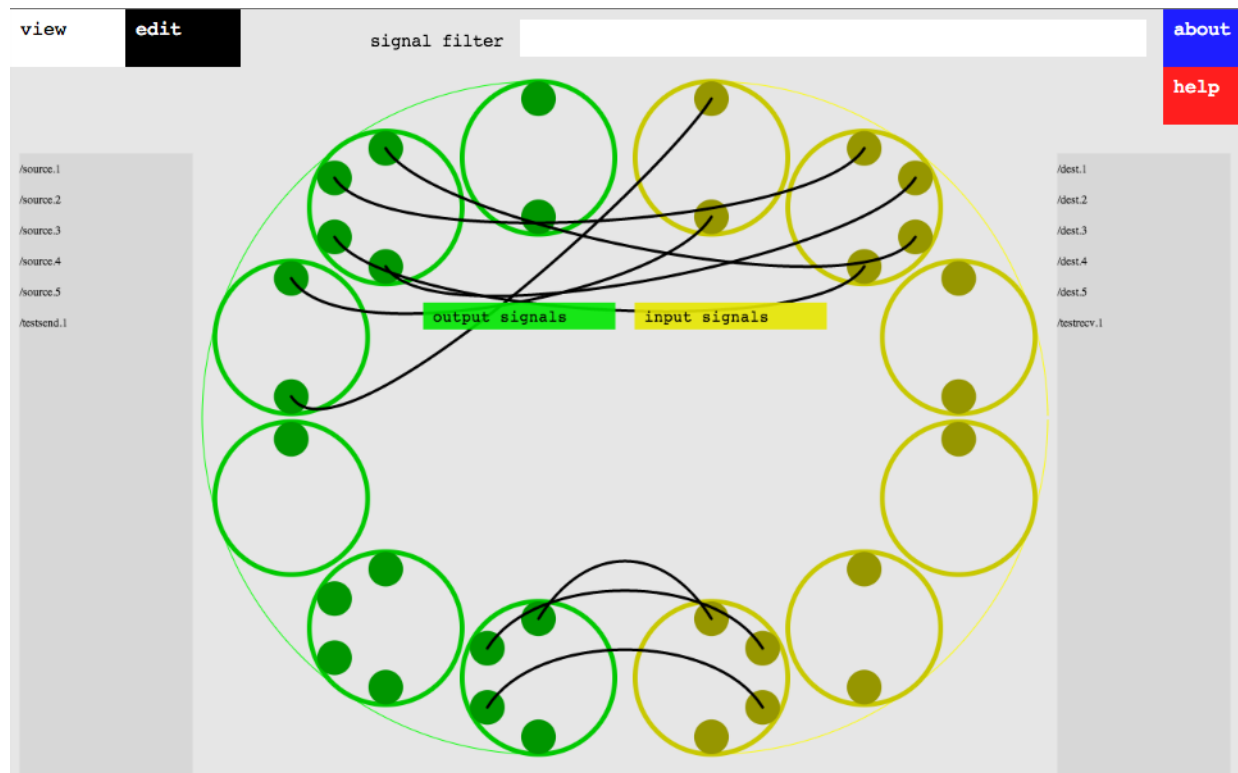 view
edit
signal filter
about
help
/source.1
/source.2
/source.3
/source.4
/source.5
/testsend.1
output signals
input signals
/dest.1
/dest.2
/dest.3
/dest.4
/dest.5
/testrecv.1